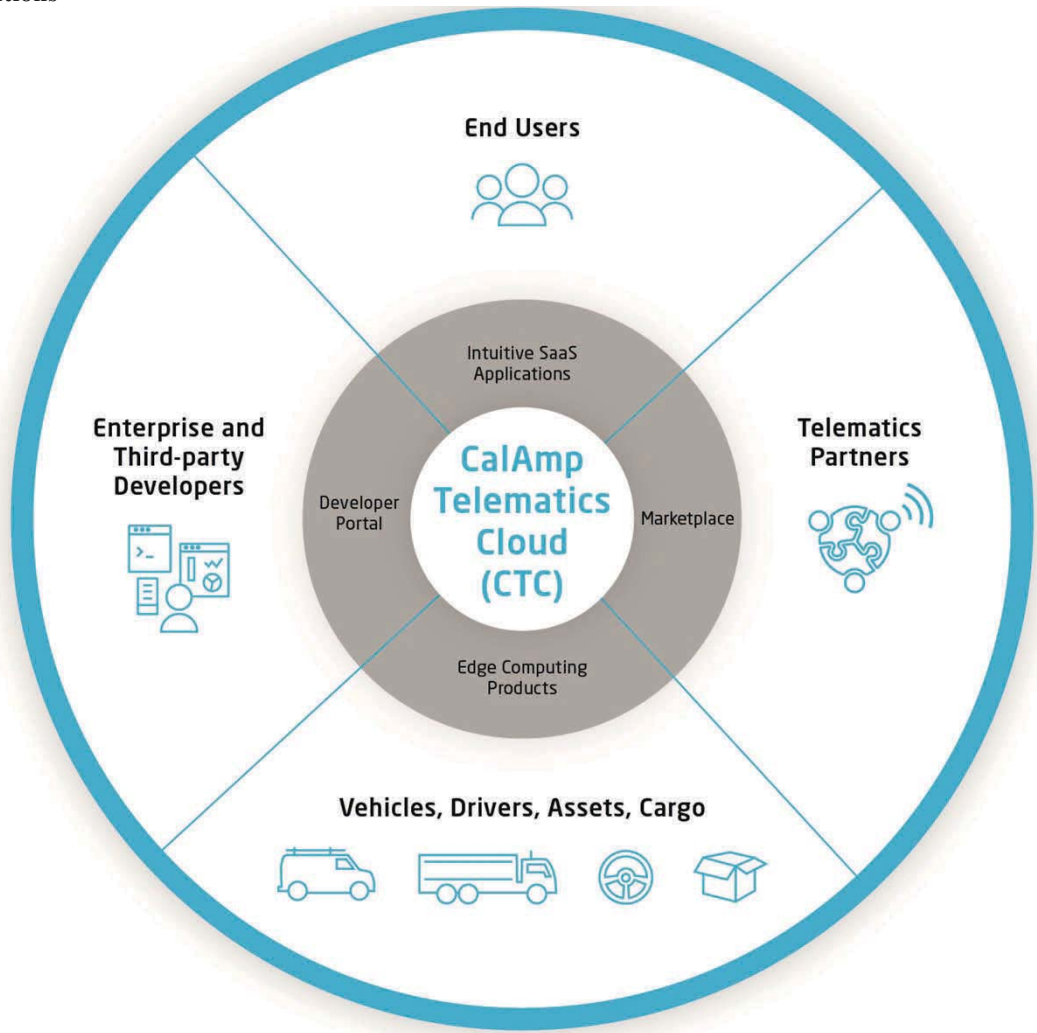 End Users
Intuitive SaaS
Applications
Enterprise and
Third-party
Developers
Developer
Portal
CalAmp
Telematics
Cloud
(CTC)
Marketplace
Telematics
Partners
Edge Computing
Products
Vehicles, Drivers, Assets, Cargo